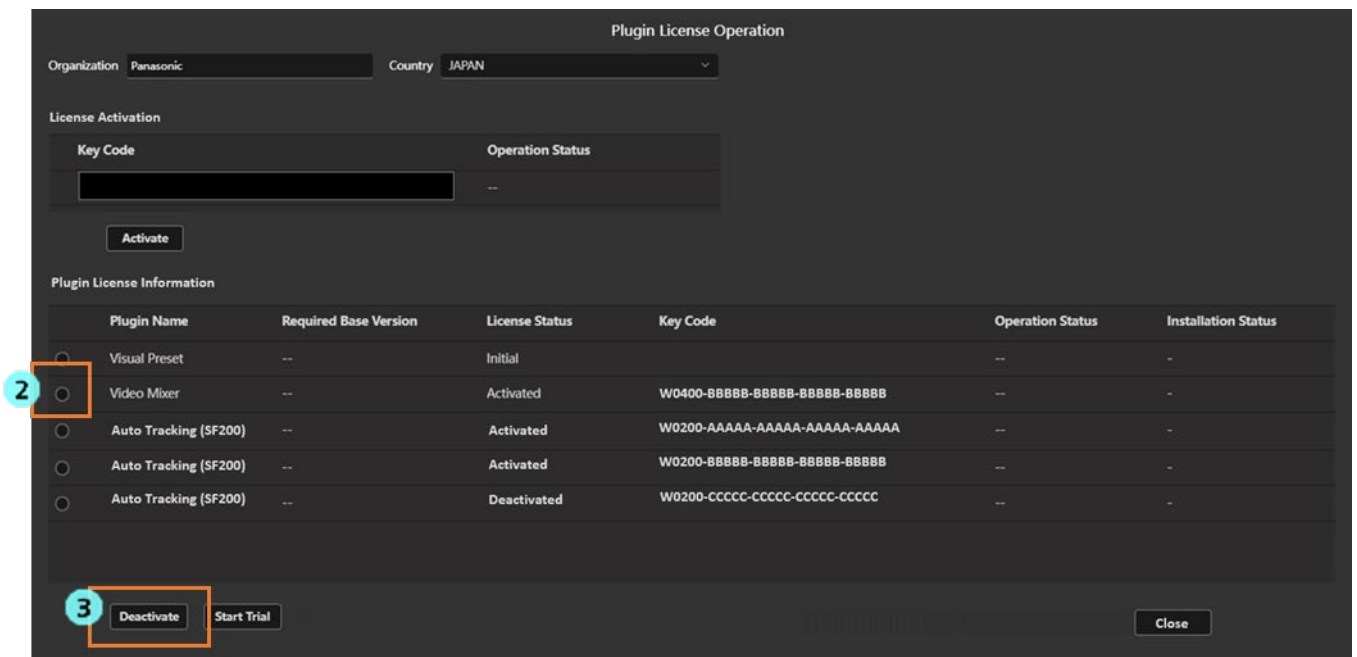 Plugin License Operation
Organization Panasonic Country JAPAN
License Activation
Key Code Operation Status
--
Activate
Plugin License Information
Plugin Name Required Base Version License Status Key Code Operation Status Installation Status
Visual Preset -- Initial -- -
2 Video Mixer -- Activated W0400-BBBBB-BBBBB-BBBBB-BBBBB -- -
Auto Tracking (SF200) -- Activated W0200-AAAAA-AAAAA-AAAAA-AAAAA -- -
Auto Tracking (SF200) -- Activated W0200-BBBBB-BBBBB-BBBBB-BBBBB -- -
Auto Tracking (SF200) -- Deactivated W0200-CCCCC-CCCCC-CCCCC-CCCCC -- -
3 Deactivate Start Trial Close